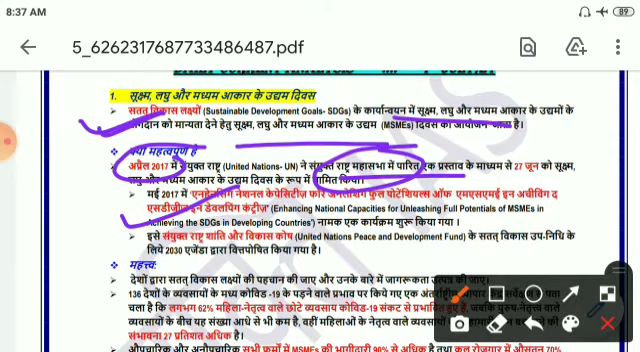 8:37 AM
89
5_6262317687733486487.pdf
1. सूक्ष्म, लघु और मध्यम आकार के उद्यम दिवस
सतत् विकास लक्ष्यों (Sustainable Development Goals- SDGs) के कार्यान्वयन में सूक्ष्म, लघु और मध्यम आकार के उद्यमों के
योगदान को मान्यता देने हेतु सूक्ष्म, लघु और मध्यम आकार के उद्यम (MSMEs) दिवस का आयोजन है।
क्यों महत्वपूर्ण है
अप्रैल 2017 में संयुक्त राष्ट्र (United Nations- UN) ने संयुक्त राष्ट्र महासभा में पारित एक प्रस्ताव के माध्यम से 27 जून को सूक्ष्म,
लघु और मध्यम आकार के उद्यम दिवस के रूप में नामित किया।
मई 2017 में 'एनहेनसिंग नेशनल केपेसिटीज़ फॉर अनलेशिंग फुल पोटेंशियल्स ऑफ एमएसएमई इन अचीविंग द
एसडीजीज़ इन डेवलपिंग कंट्रीज़' (Enhancing National Capacities for Unleashing Full Potentials of MSMEs in
Achieving the SDGs in Developing Countries') नामक एक कार्यक्रम शुरू किया गया ।
इसे संयुक्त राष्ट्र शांति और विकास कोष (United Nations Peace and Development Fund) के सतत् विकास उप-निधि के
लिये 2030 एजेंडा द्वारा वित्तपोषित किया गया है।
महत्त्व:
देशों द्वारा सतत् विकास लक्ष्यों की पहचान की जाए और उनके बारे में जागरूकता उत्पन्न की जाए।
136 देशों के व्यवसायों के मध्य कोविड -19 के पड़ने वाले प्रभाव पर किये गए एक
चला है कि लगभग 62% महिला-नेतृत्व वाले छोटे व्यवसाय कोविड-19 संकट से प्रभावित हुए हैं, जबकि पुरुष-नेतृत्व
व्यवसायों के बीच यह संख्या आधे से भी कम है, वहीं महिलाओं के नेतृत्व वाले व्यवसायों
संभावना 27 प्रतिशत अधिक है।
औपचारिक और अनौपचारिक सभी फर्मों में MSMEs की भागीदारी 90% से अधिक है तथा कुल रोज़गार में औसतन 70%